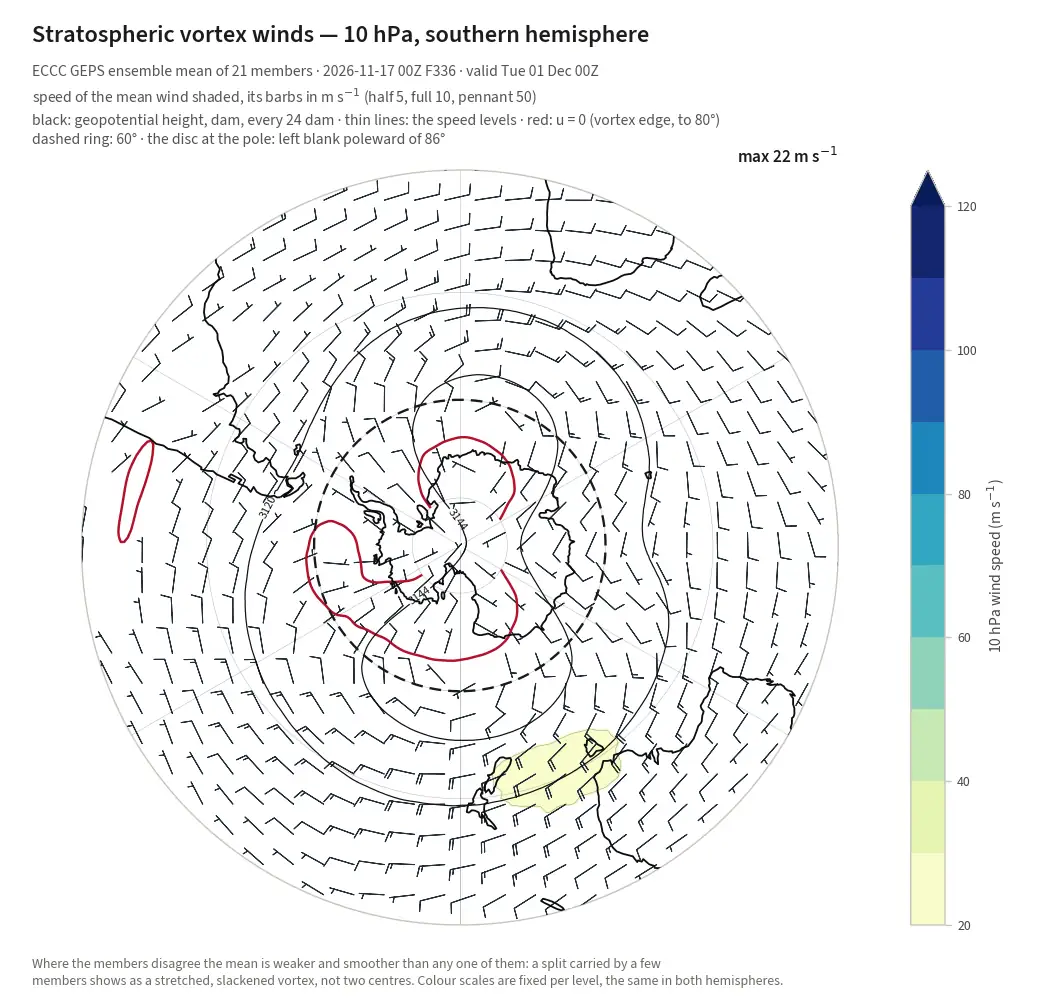 Stratospheric vortex winds — 10 hPa, southern hemisphere
ECCC GEPS ensemble mean of 21 members · 2026-11-17 00Z F336 · valid Tue 01 Dec 00Z
speed of the mean wind shaded, its barbs in m s⁻¹ (half 5, full 10, pennant 50)
black: geopotential height, dam, every 24 dam · thin lines: the speed levels · red: u = 0 (vortex edge, to 80°)
dashed ring: 60° · the disc at the pole: left blank poleward of 86°
max 22 m s⁻¹
120
100
80
60
40
20
10 hPa wind speed (m s⁻¹)
3120
3144
3144
Where the members disagree the mean is weaker and smoother than any one of them: a split carried by a few
members shows as a stretched, slackened vortex, not two centres. Colour scales are fixed per level, the same in both hemispheres.